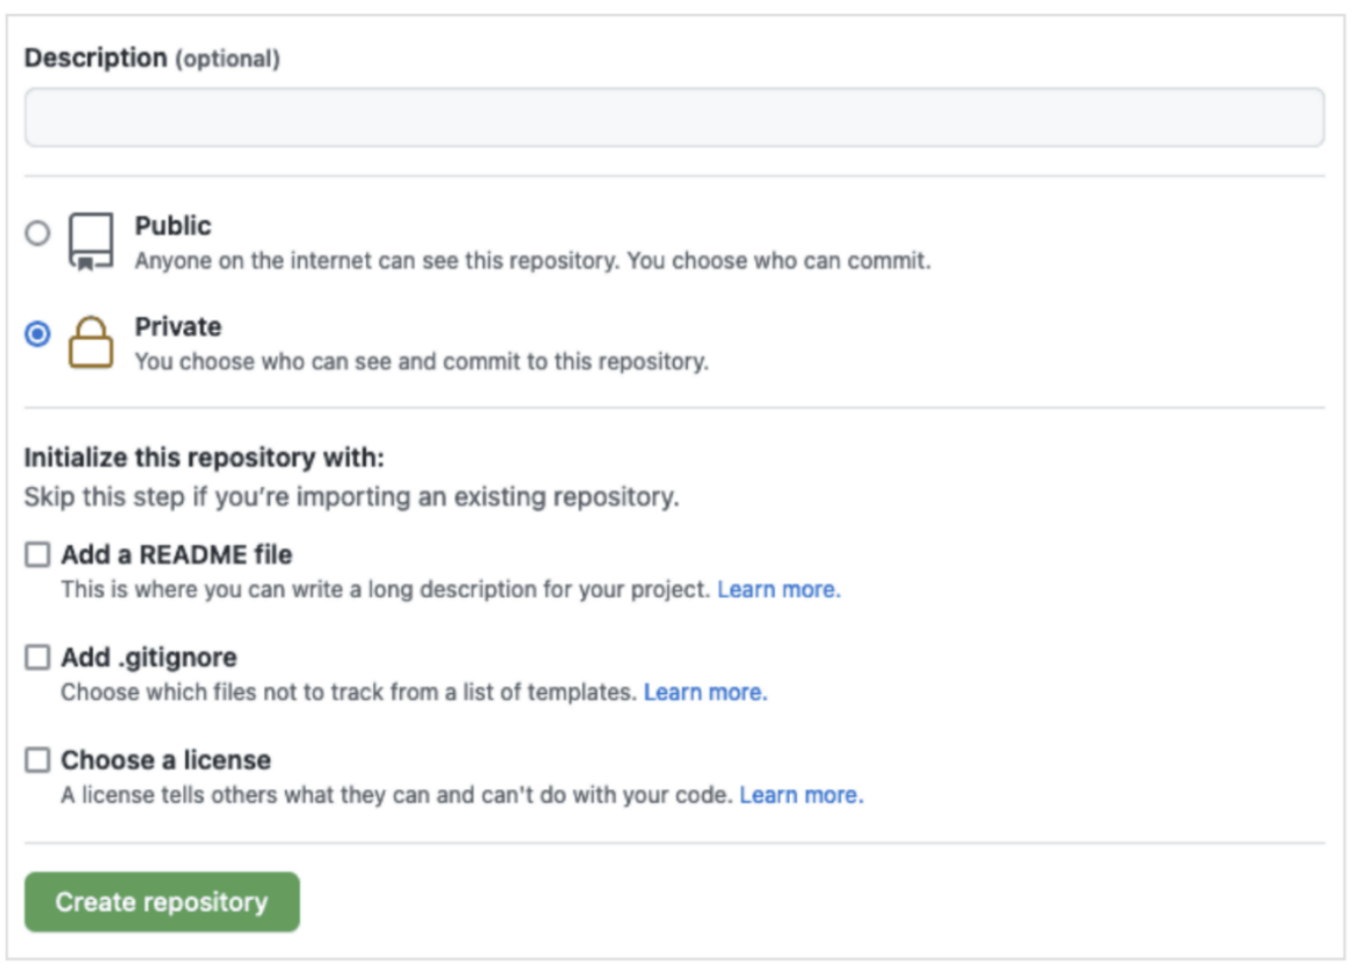 Description (optional)
Public
Anyone on the internet can see this repository. You choose who can commit.
Private
You choose who can see and commit to this repository.
Initialize this repository with:
Skip this step if you're importing an existing repository.
Add a README file
This is where you can write a long description for your project. Learn more.
Add .gitignore
Choose which files not to track from a list of templates. Learn more.
Choose a license
A license tells others what they can and can't do with your code. Learn more.
Create repository